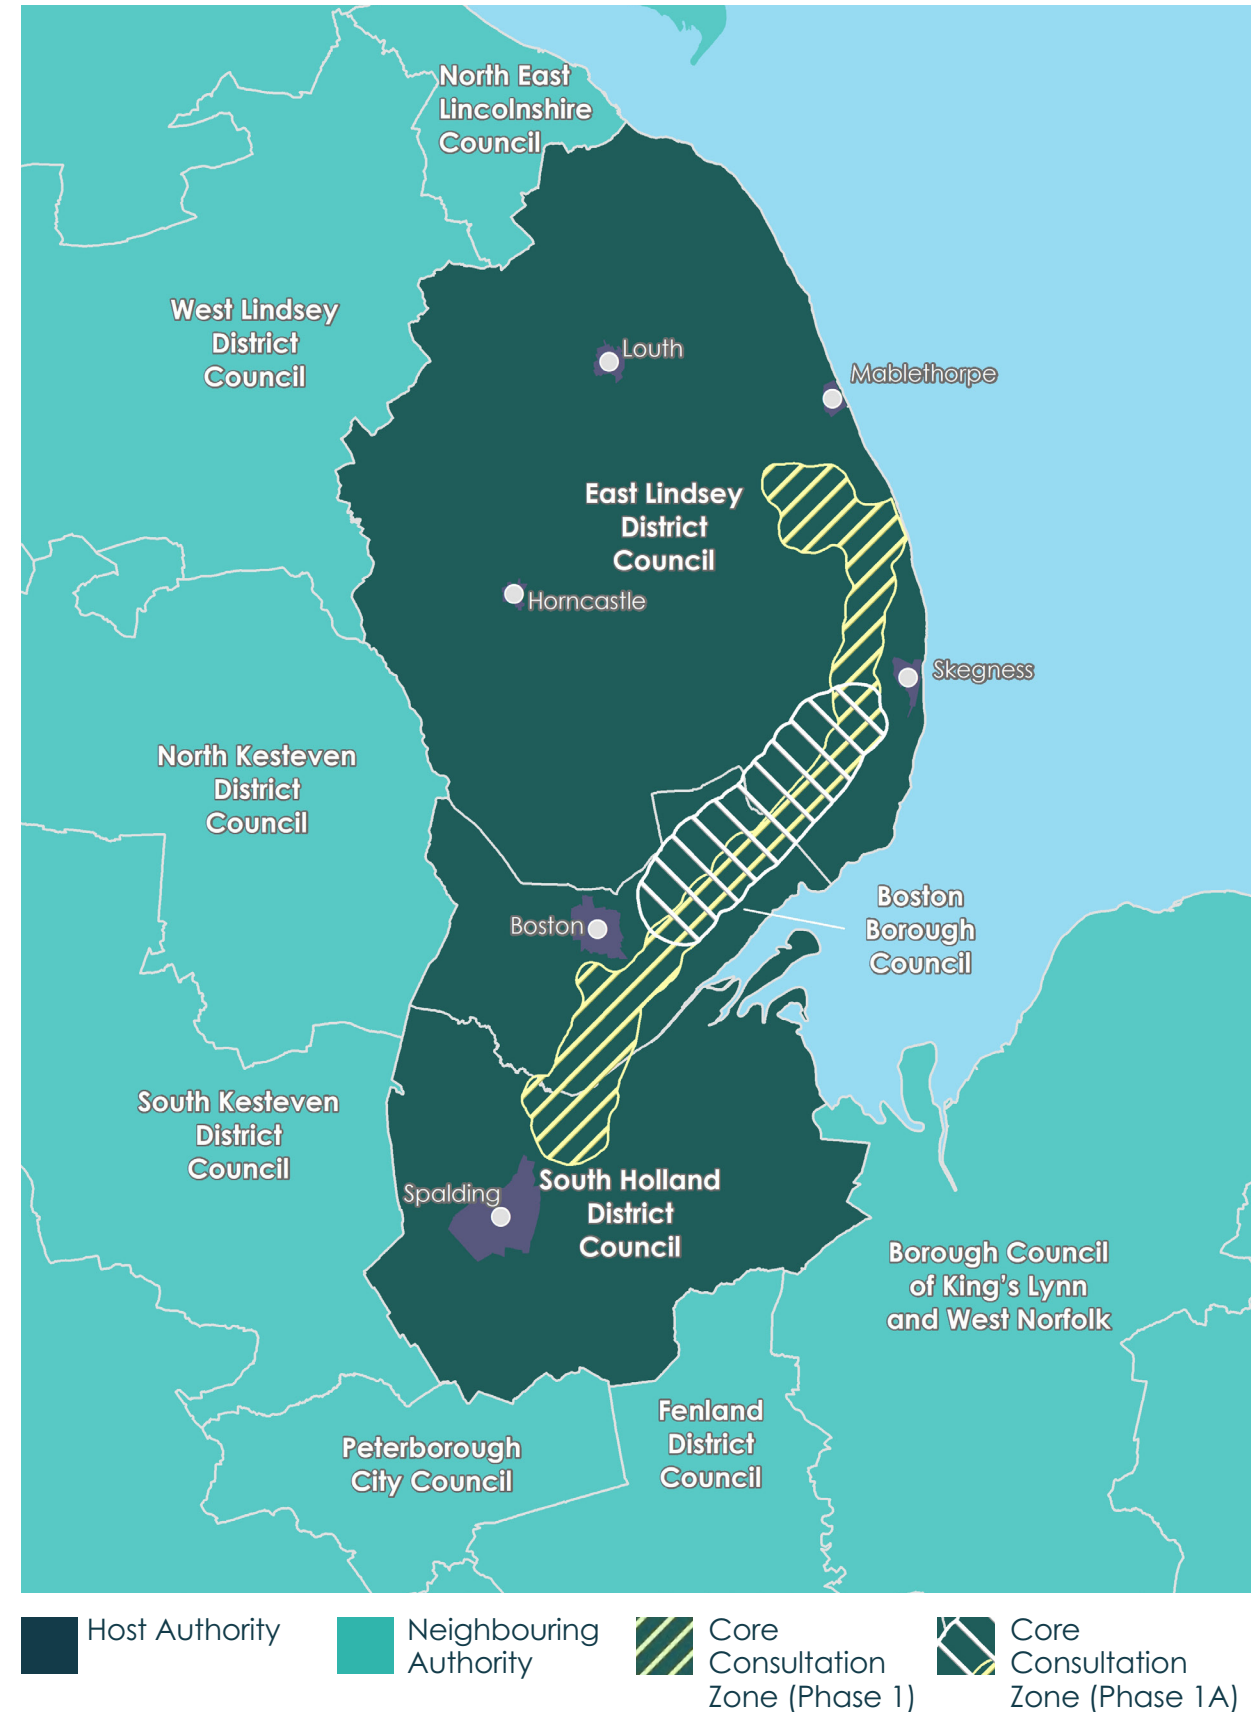 North East
Lincolnshire
Council
West Lindsey
District
Council
Louth
Mablethorpe
East Lindsey
District
Council
Horncastle
Skegness
North Kesteven
District
Council
Boston
Boston
Borough
Council
South Kesteven
District
Council
Spalding
South Holland
District
Council
Borough Council
of King's Lynn
and West Norfolk
Fenland
District
Council
Peterborough
City Council
Host Authority
Neighbouring
Authority
Core
Consultation
Zone (Phase 1)
Core
Consultation
Zone (Phase 1A)